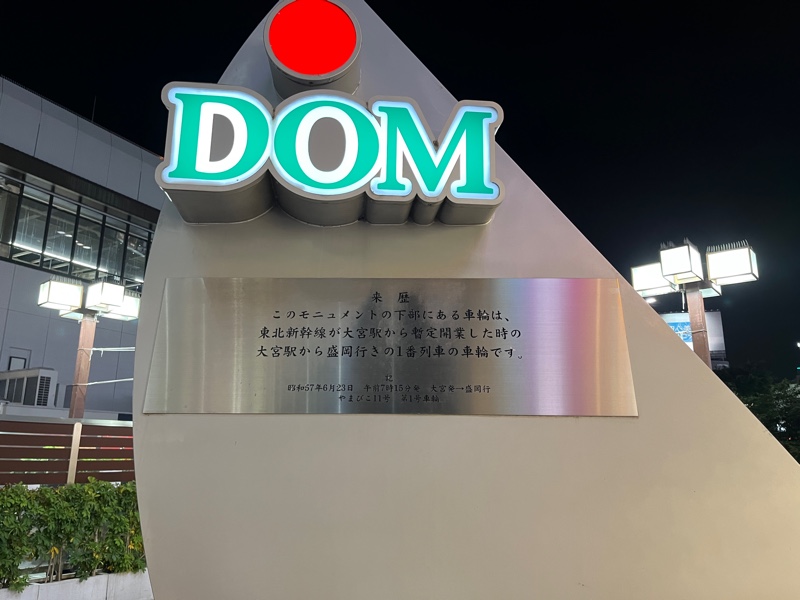 DOM
来歴
このモニュメントの下部にある車輪は、
東北新幹線が大宮駅から暫定開業した時の
大宮駅から盛岡行きの1番列車の車輪です。
記
昭和57年6月23日 午前7時15分発 大宮発→盛岡行
やまびこ11号 第1号車輪